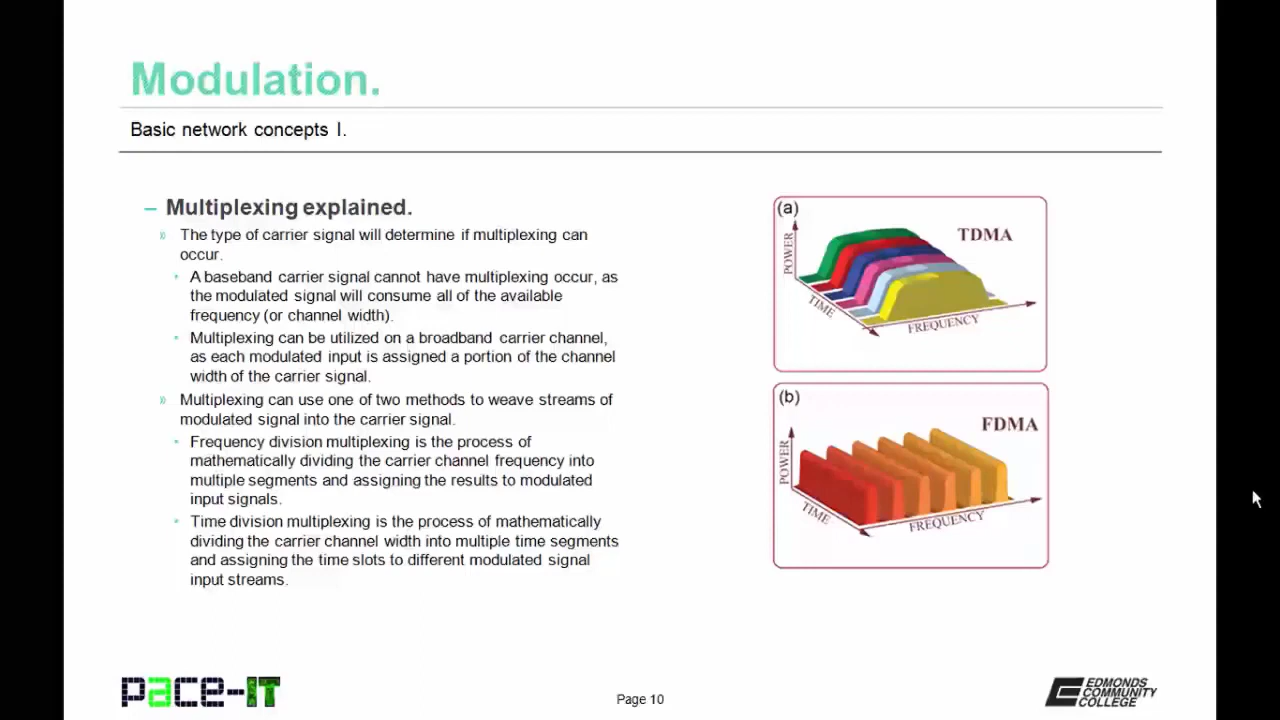 Modulation.
Basic network concepts I.
– Multiplexing explained.
» The type of carrier signal will determine if multiplexing can
occur.
• A baseband carrier signal cannot have multiplexing occur, as
the modulated signal will consume all of the available
frequency (or channel width).
• Multiplexing can be utilized on a broadband carrier channel,
as each modulated input is assigned a portion of the channel
width of the carrier signal.
» Multiplexing can use one of two methods to weave streams of
modulated signal into the carrier signal.
• Frequency division multiplexing is the process of
mathematically dividing the carrier channel frequency into
multiple segments and assigning the results to modulated
input signals.
• Time division multiplexing is the process of mathematically
dividing the carrier channel width into multiple time segments
and assigning the time slots to different modulated signal
input streams.
(a)
TDMA
POWER
TIME
FREQUENCY
(b)
FDMA
POWER
TIME
FREQUENCY
pace-IT
Page 10
EDMONDS
COMMUNITY
COLLEGE